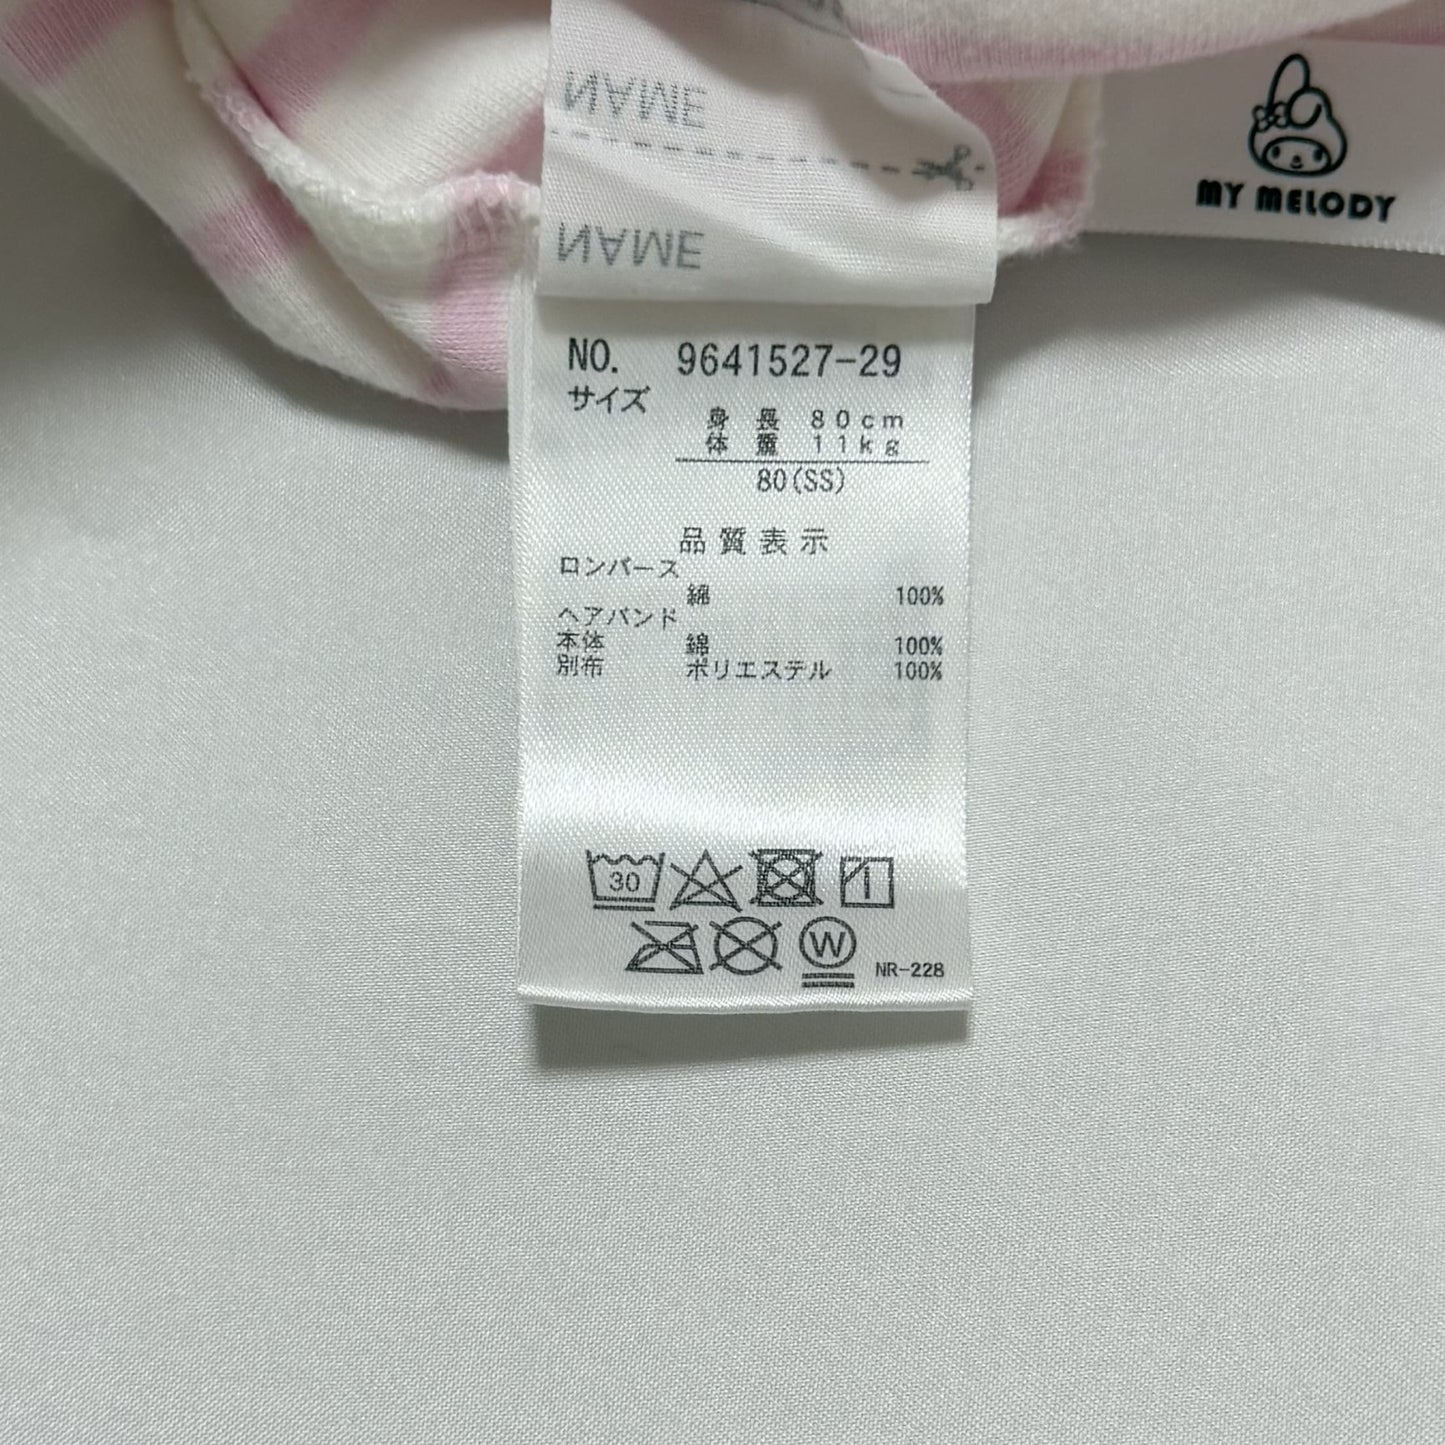 NAME
NAME
MY MELODY
NO. 9641527-29
サイズ
身長 80cm
体重 11kg
80(SS)
品質表示
ロンパース
綿 100%
ヘアバンド
本体 綿 100%
別布 ポリエステル 100%
30
W
NR-228